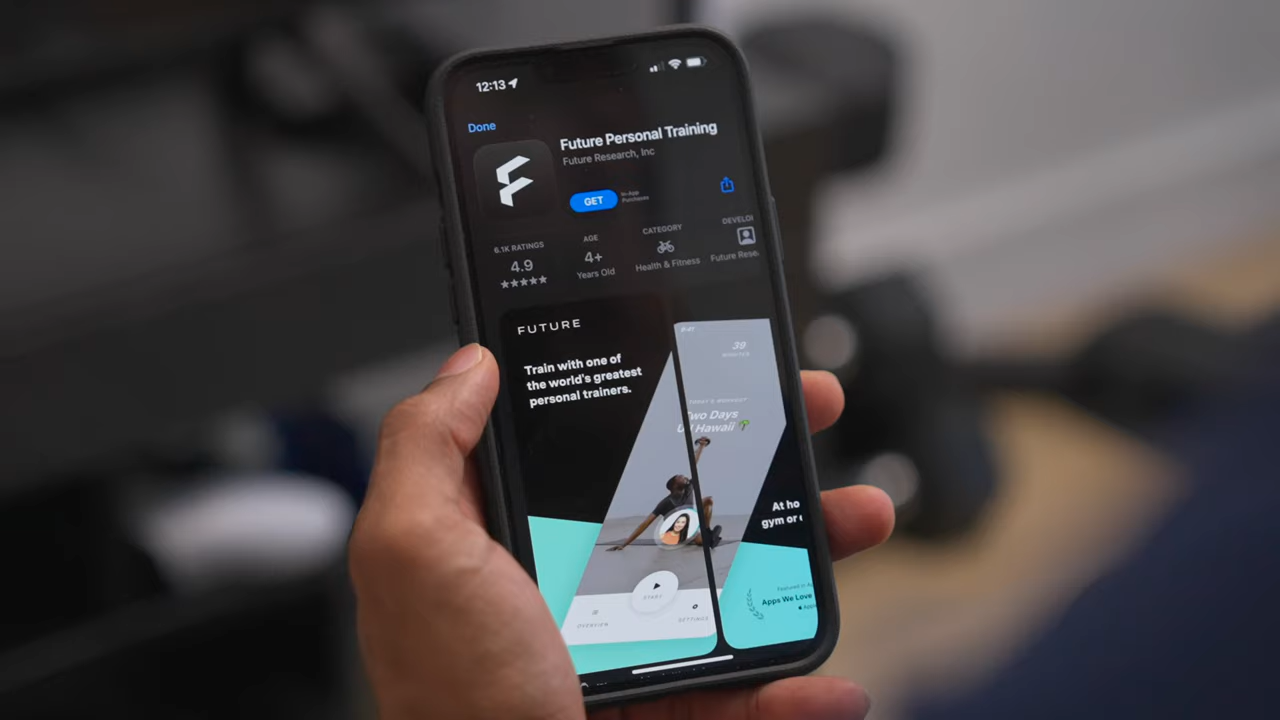 12:13
Done
Future Personal Training
Future Research, Inc
GET
In-App
Purchases
6.1K RATINGS
4.9
AGE
4+
Years Old
CATEGORY
Health & Fitness
DEVELO
Future Rese
FUTURE
Train with one of
the world's greatest
personal trainers.
39
TODAY'S WORKOUT
Two Days
Hawaii
START
OVERVIEW
SETTINGS
At ho
gym or
Featured in A
Apps We Love